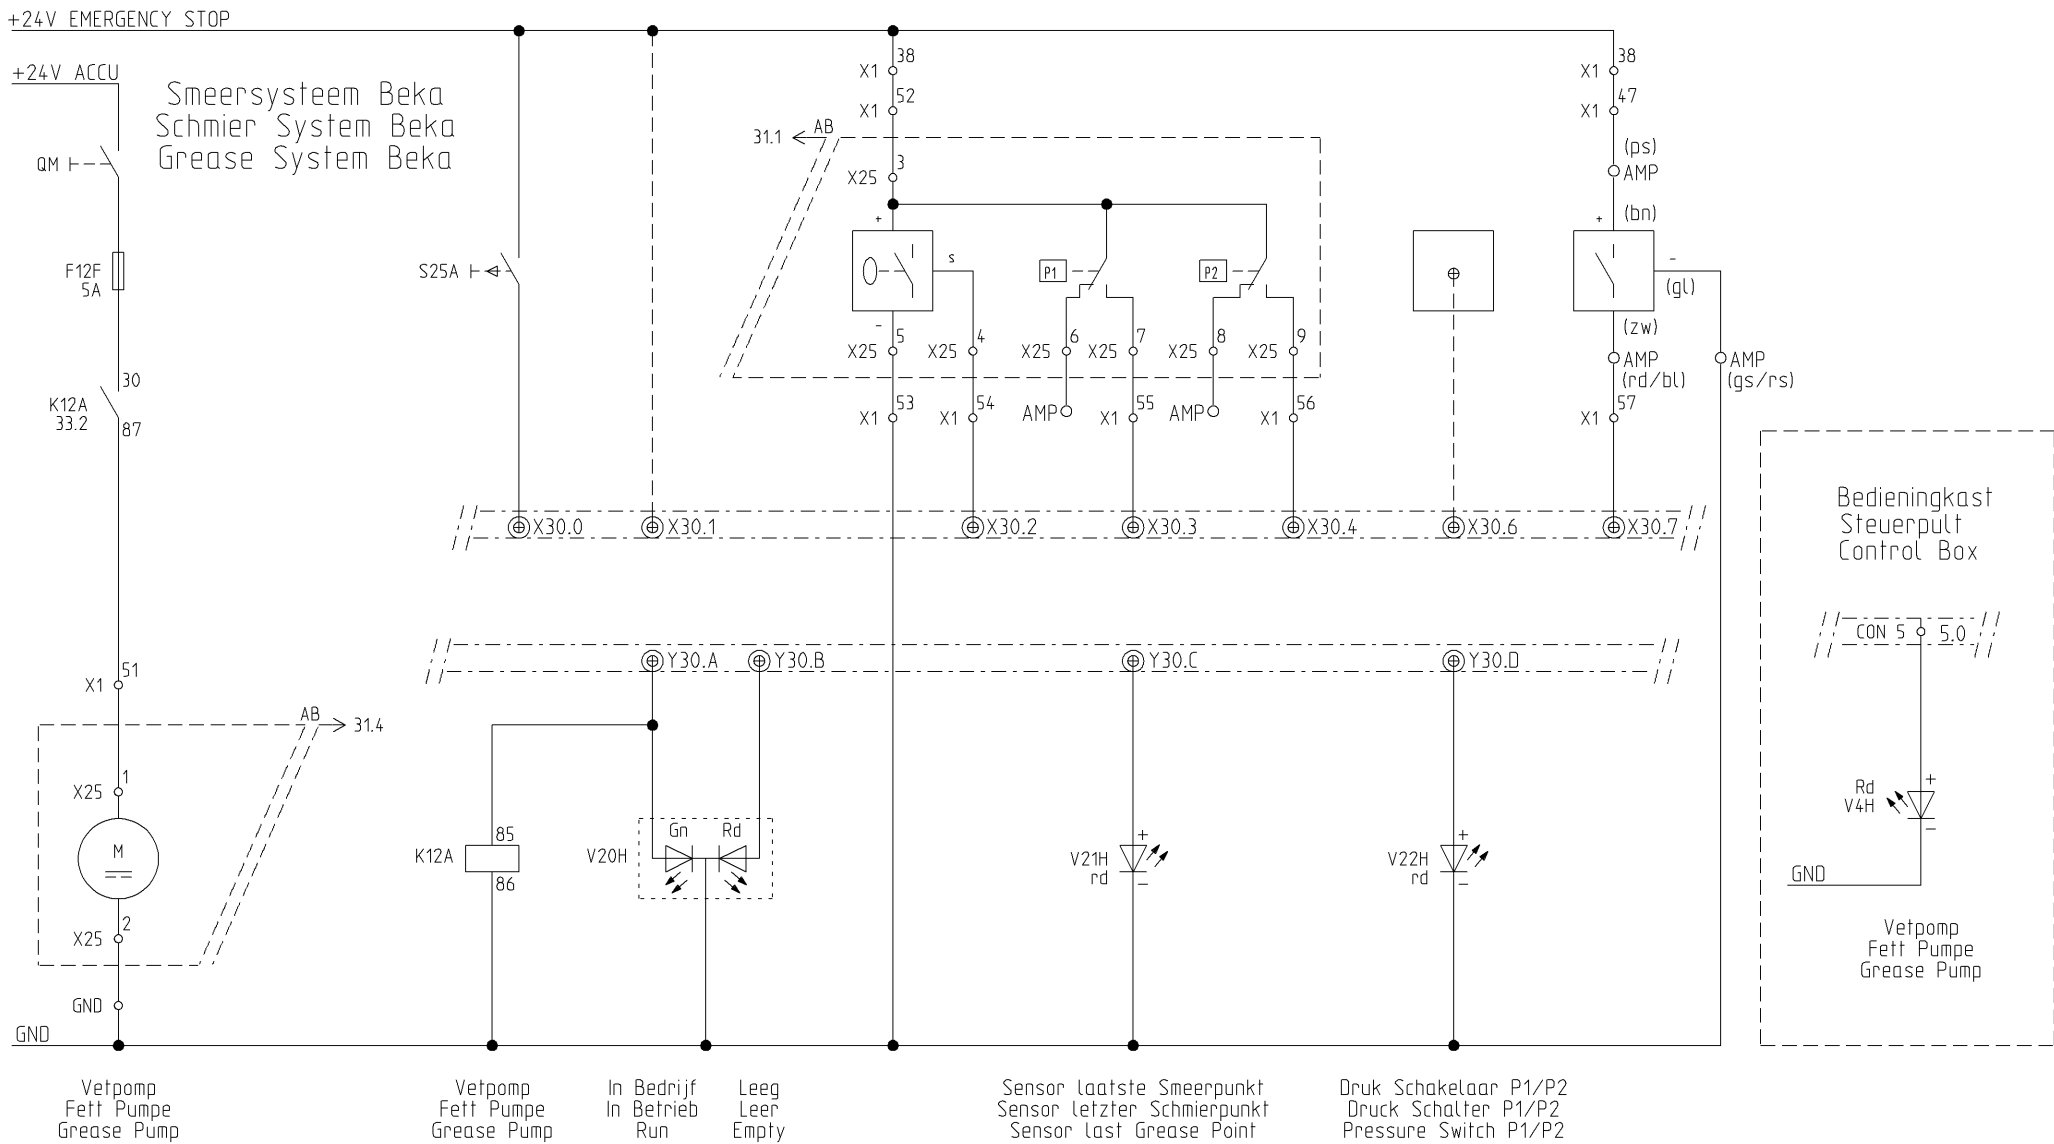 +24V EMERGENCY STOP
+24V ACCU
Smeersysteem Beka
Schmier System Beka
Grease System Beka
QM
F12F
5A
30
K12A
33.2
87
51
X1
AB
31.4
1
X25
M
2
X25
GND
GND
S25A
38
X1
52
X1
31.1
AB
3
X25
+
s
-
5
X25
4
X25
P1
6
X25
7
X25
P2
8
X25
9
X25
53
X1
54
X1
AMP
55
X1
AMP
56
X1
38
X1
47
X1
(ps)
AMP
+
(bn)
-
(gl)
(zw)
AMP
(rd/bl)
57
X1
AMP
(gs/rs)
X30.0
X30.1
X30.2
X30.3
X30.4
X30.6
X30.7
Y30.A
Y30.B
Y30.C
Y30.D
85
K12A
86
Gn
Rd
V20H
+
V21H
rd
-
+
V22H
rd
-
Bedieningkast
Steuerpult
Control Box
CON 5
5.0
Rd
V4H
+
-
GND
Vetpomp
Fett Pumpe
Grease Pump
Vetpomp
Fett Pumpe
Grease Pump
Vetpomp
Fett Pumpe
Grease Pump
In Bedrijf
In Betrieb
Run
Leeg
Leer
Empty
Sensor laatste Smeerpunkt
Sensor letzter Schmierpunkt
Sensor last Grease Point
Druk Schakelaar P1/P2
Druck Schalter P1/P2
Pressure Switch P1/P2